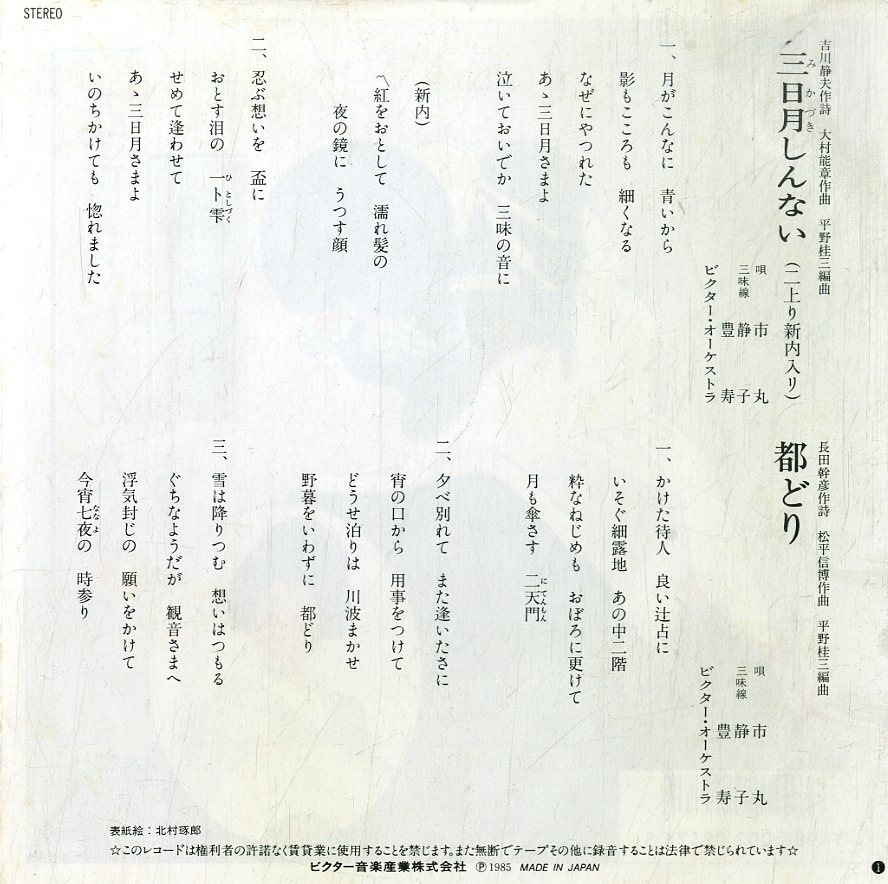 STEREO
吉川静夫作詩　大村能章作曲　平野桂三編曲
三日月しんない（二上り新内入り）
みかづき
唄　市丸
三味線　静子
豊寿
ビクター・オーケストラ
一、月がこんなに　青いから
影もこころも　細くなる
なぜにやつれた
あゝ三日月さまよ
泣いておいでか　三味の音に
（新内）
〽紅をおとして　濡れ髪の
夜の鏡に　うつす顔
二、忍ぶ想いを　盃に
おとす泪の　一ト雫
ひとしづく
せめて逢わせて
あゝ三日月さまよ
いのちかけても　惚れました
長田幹彦作詩　松平信博作曲　平野桂三編曲
都どり
唄　市丸
三味線　静子
豊寿
ビクター・オーケストラ
一、かけた待人　良い辻占に
いそぐ細露地　あの中二階
粋なねじめも　おぼろに更けて
月も傘さす　二天門
にてんもん
二、夕べ別れて　また逢いたさに
宵の口から　用事をつけて
どうせ泊りは　川波まかせ
野暮をいわずに　都どり
三、雪は降りつむ　想いはつもる
ぐちなようだが　観音さまへ
浮気封じの　願いをかけて
今宵七夜の　時参り
ななよ
表紙絵：北村琢郎
☆このレコードは権利者の許諾なく賃貸業に使用することを禁じます。また無断でテープその他に録音することは法律で禁じられています☆
ビクター音楽産業株式会社 Ⓟ1985 MADE IN JAPAN
1